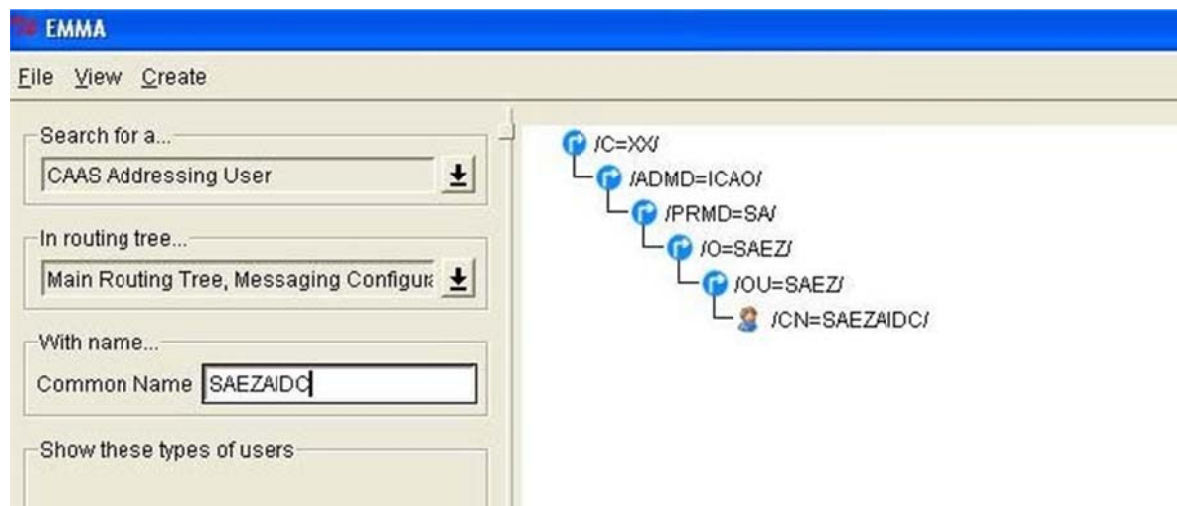 EMMA
File View Create
Search for a...
CAAS Addressing User
In routing tree...
Main Routing Tree, Messaging Configur
With name...
Common Name SAEZAIDC
Show these types of users
/C=XX/
/ADMD=ICAO/
/PRMD=SA/
/O=SAEZ/
/OU=SAEZ/
/CN=SAEZAIDC/